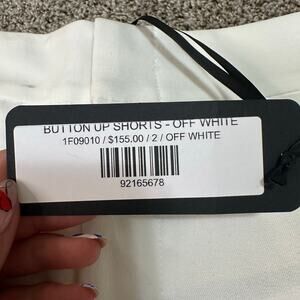 BUTTON UP SHORTS - OFF WHITE
1F09010 / $155.00 / 2 / OFF WHITE
92165678